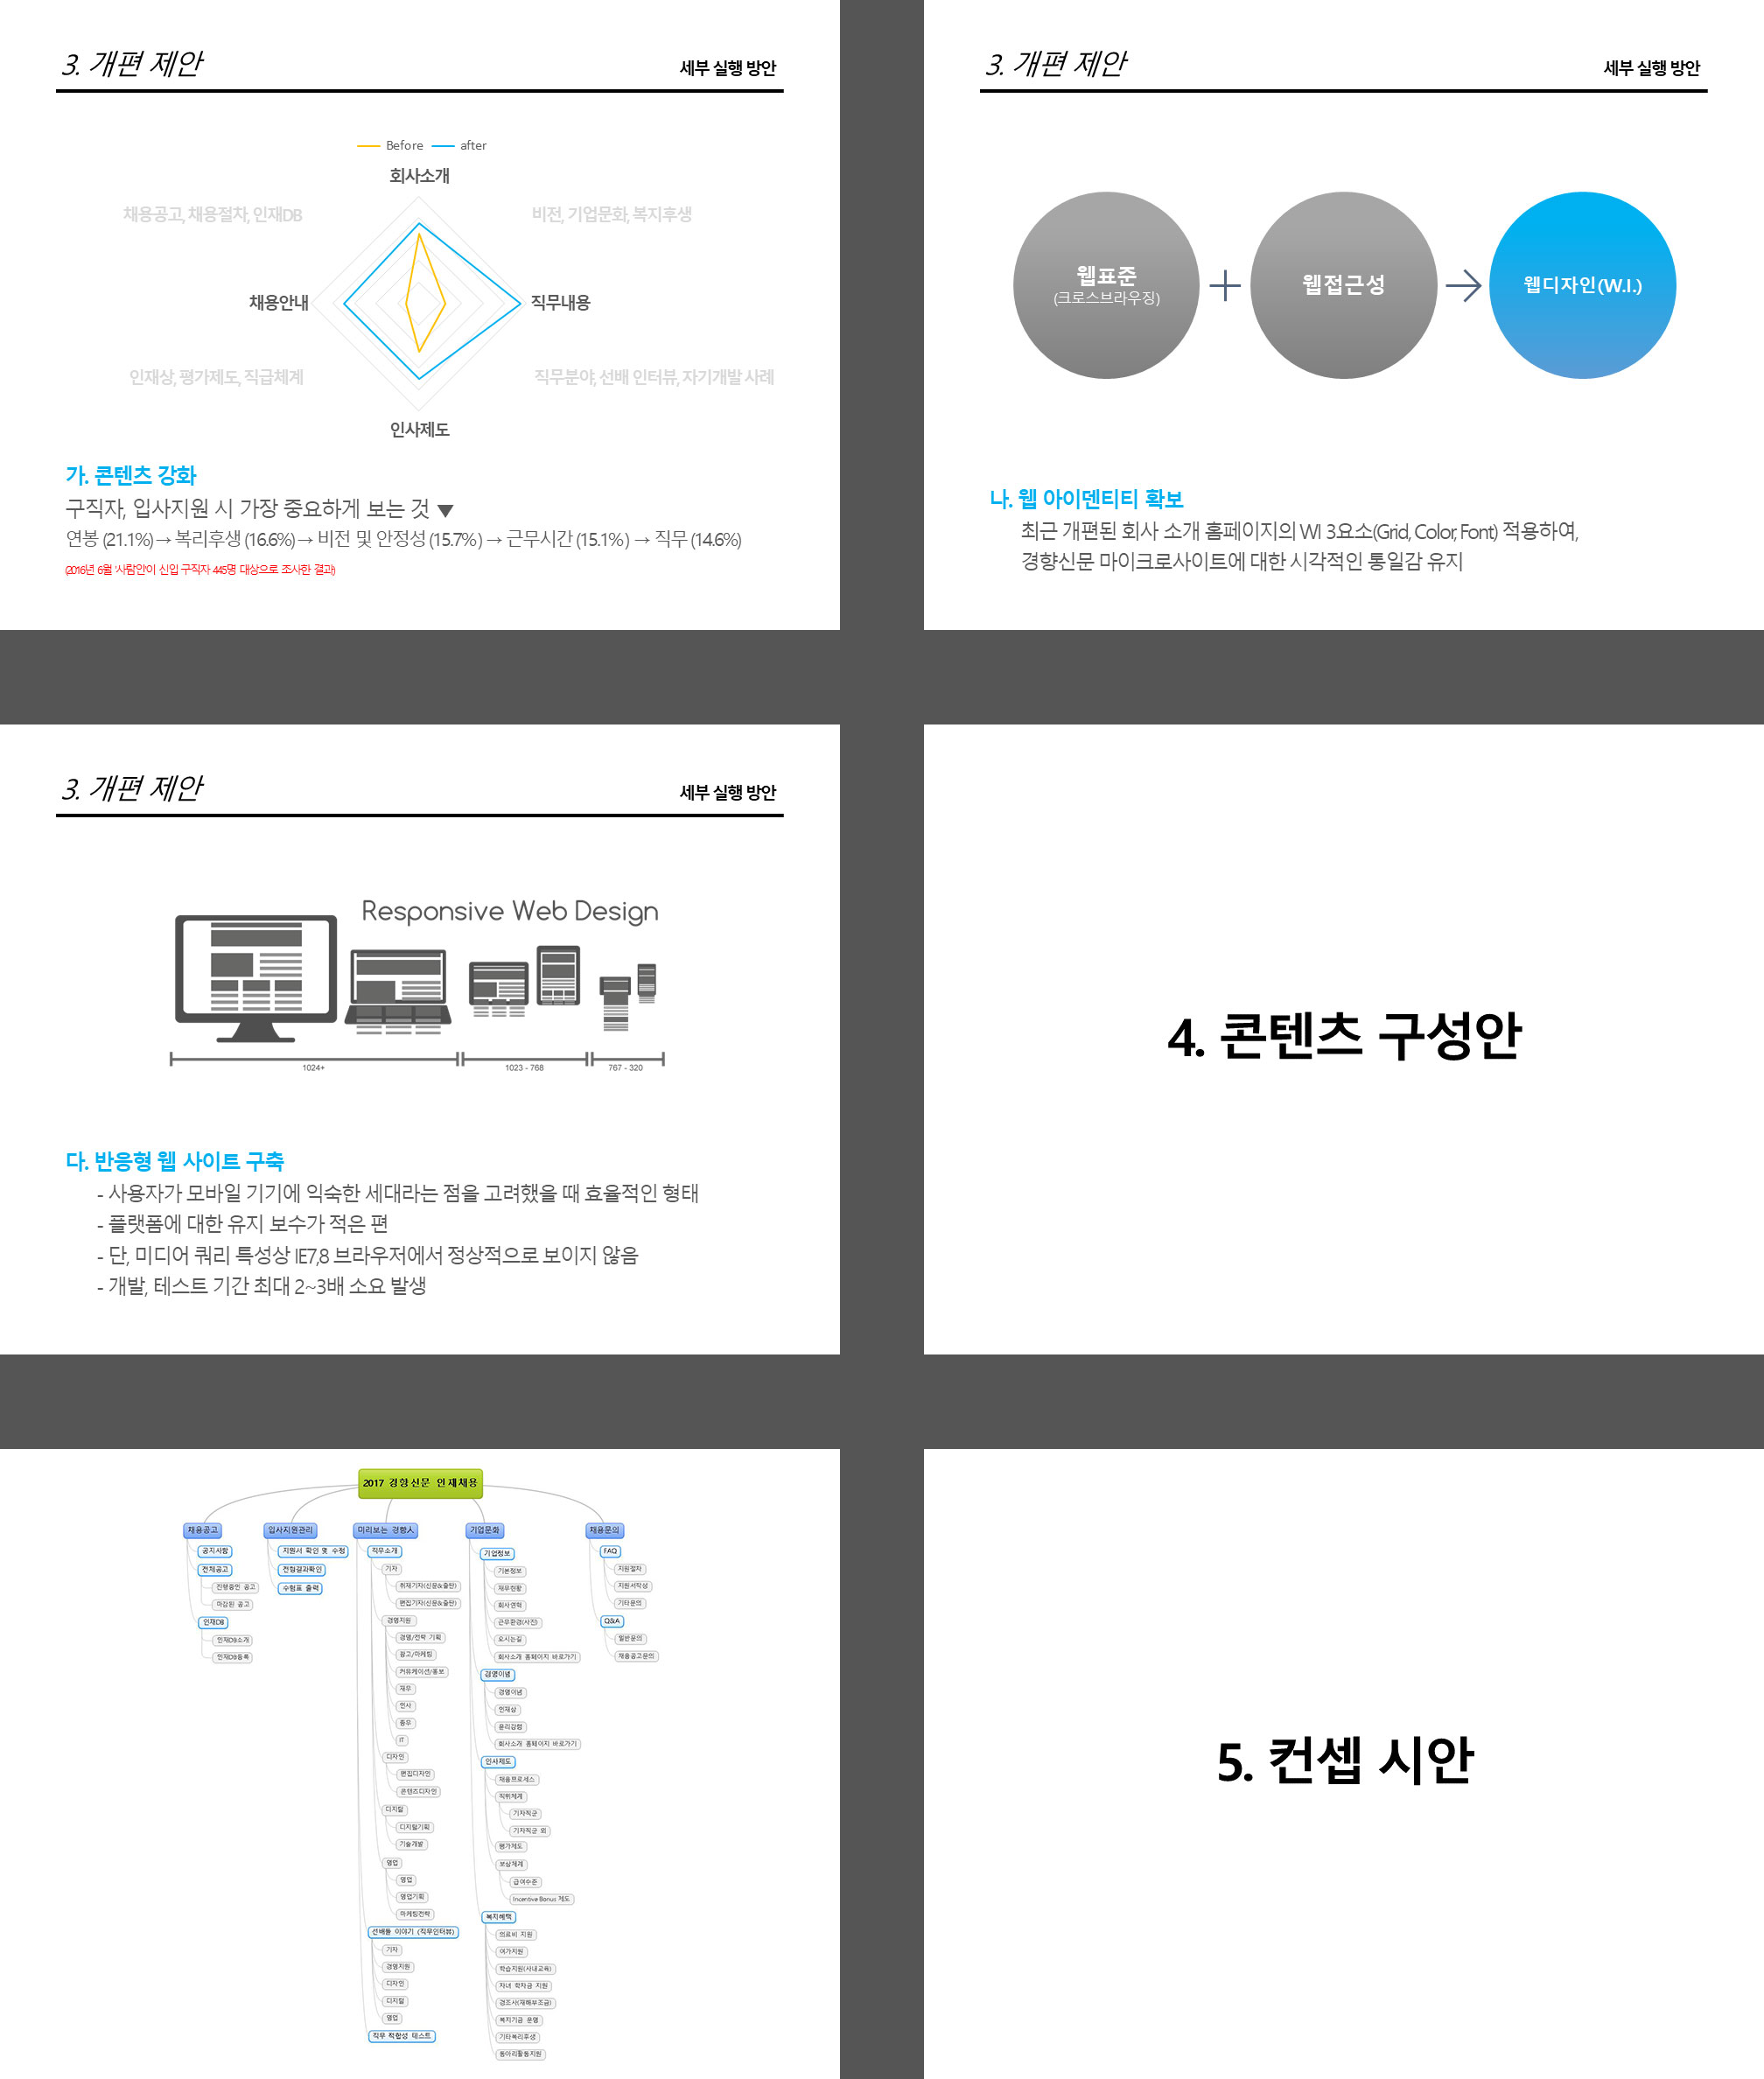 3. 개편 제안
세부 실행 방안
Before
after
회사소개
채용공고, 채용절차, 인재DB
비전, 기업문화, 복지후생
채용안내
직무내용
인재상, 평가제도, 직급체계
직무분야, 선배 인터뷰, 자기개발 사례
인사제도
가. 콘텐츠 강화
구직자, 입사지원 시 가장 중요하게 보는 것 ▼
연봉 (21.1%) → 복리후생 (16.6%) → 비전 및 안정성 (15.7%) → 근무시간 (15.1%) → 직무 (14.6%)
(2016년 6월 '사람인'이 신입 구직자 445명 대상으로 조사한 결과)
3. 개편 제안
세부 실행 방안
웹표준
(크로스브라우징)
웹접근성
웹디자인(W.I.)
나. 웹 아이덴티티 확보
최근 개편된 회사 소개 홈페이지의 WI 3요소(Grid, Color, Font) 적용하여,
경향신문 마이크로사이트에 대한 시각적인 통일감 유지
3. 개편 제안
세부 실행 방안
Responsive Web Design
1024+
1023 - 768
767 - 320
다. 반응형 웹 사이트 구축
- 사용자가 모바일 기기에 익숙한 세대라는 점을 고려했을 때 효율적인 형태
- 플랫폼에 대한 유지 보수가 적은 편
- 단, 미디어 쿼리 특성상 IE7,8 브라우저에서 정상적으로 보이지 않음
- 개발, 테스트 기간 최대 2~3배 소요 발생
4. 콘텐츠 구성안
2017 경향신문 인재채용
채용공고
공지사항
전체공고
진행중인 공고
마감된 공고
인재DB
인재DB소개
인재DB등록
입사지원관리
지원서 확인 및 수정
전형결과확인
수험표 출력
미리보는 경향人
직무소개
기자
취재기자(신문&출판)
편집기자(신문&출판)
경영지원
경영/전략 기획
광고/마케팅
커뮤케이션/홍보
재무
인사
총무
IT
디자인
편집디자인
콘텐츠디자인
디지털
디지털기획
기술개발
영업
영업
영업기획
마케팅전략
선배들 이야기 (직무인터뷰)
기자
경영지원
디자인
디지털
영업
직무 적합성 테스트
기업문화
기업정보
기본정보
재무현황
회사연혁
근무환경(사진)
오시는길
회사소개 홈페이지 바로가기
경영이념
경영이념
인재상
윤리강령
회사소개 홈페이지 바로가기
인사제도
채용프로세스
직위체계
기자직군
기자직군 외
평가제도
보상체계
급여수준
Incentive Bonus 제도
복지혜택
의료비 지원
여가지원
학습지원(사내교육)
자녀 학자금 지원
경조사(재해부조금)
복지기금 운영
기타복리후생
동아리활동지원
채용문의
FAQ
지원절차
지원서작성
기타문의
Q&A
일반문의
채용공고문의
5. 컨셉 시안